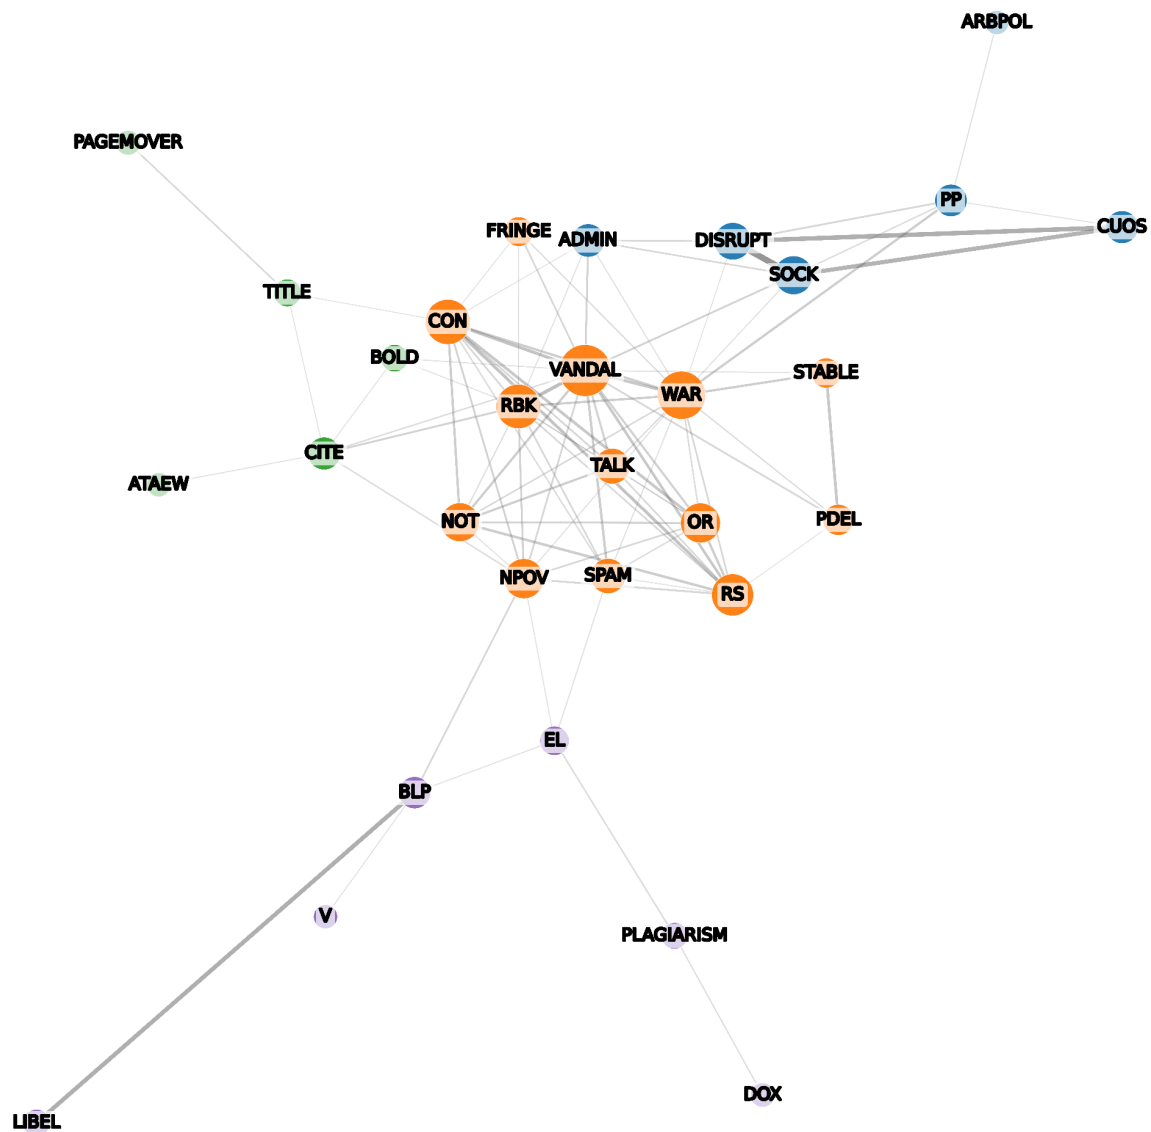 ARBPOL
PAGEMOVER
PP
CUOS
FRINGE
ADMIN
DISRUPT
SOCK
TITLE
CON
BOLD
VANDAL
STABLE
WAR
RBK
CITE
TALK
ATAEW
NOT
OR
PDEL
NPOV
SPAM
RS
EL
BLP
V
PLAGIARISM
DOX
LIBEL